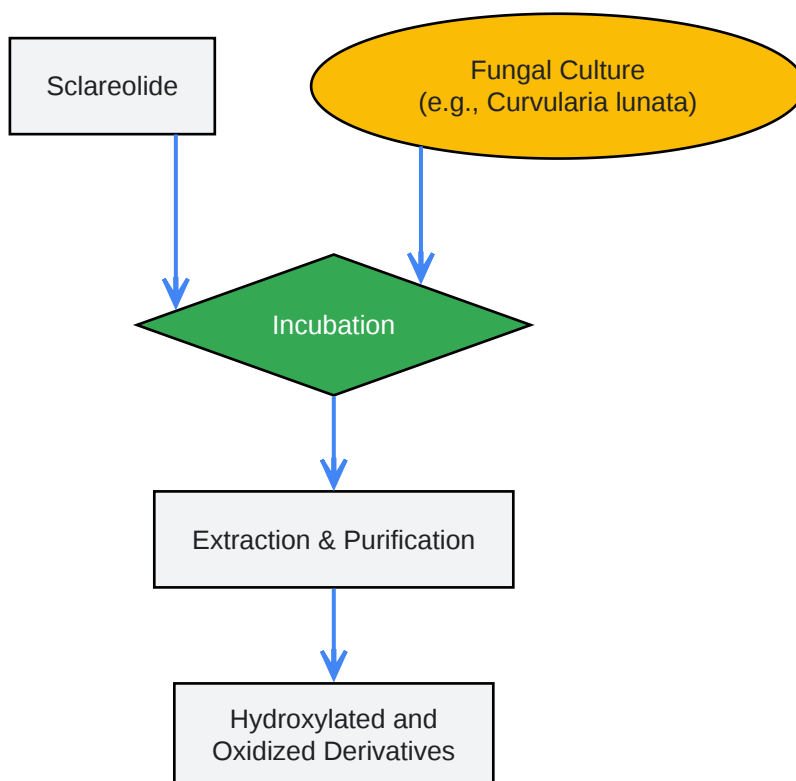 Sclareolide
Fungal Culture
(e.g., Curvularia lunata)
Incubation
Extraction & Purification
Hydroxylated and
Oxidized Derivatives